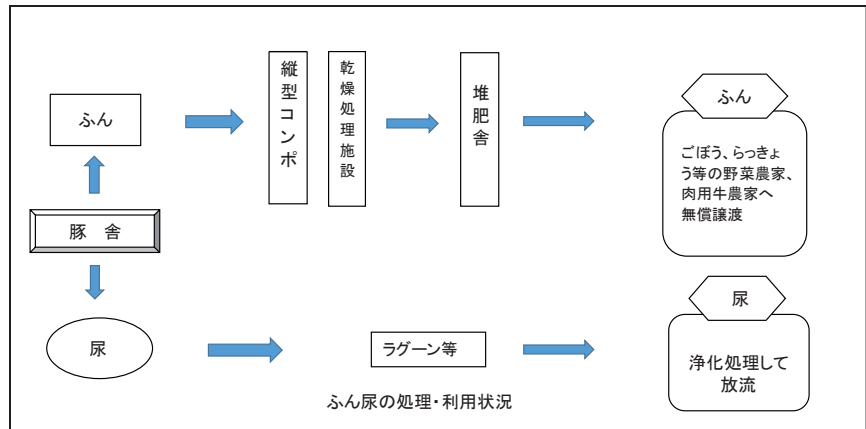 ふん
縦型コンポ
乾燥処理施設
堆肥舎
ふん
ごぼう、らっきょ
う等の野菜農家、
肉用牛農家へ
無償譲渡
豚　舎
尿
ラグーン等
尿
浄化処理して
放流
ふん尿の処理・利用状況